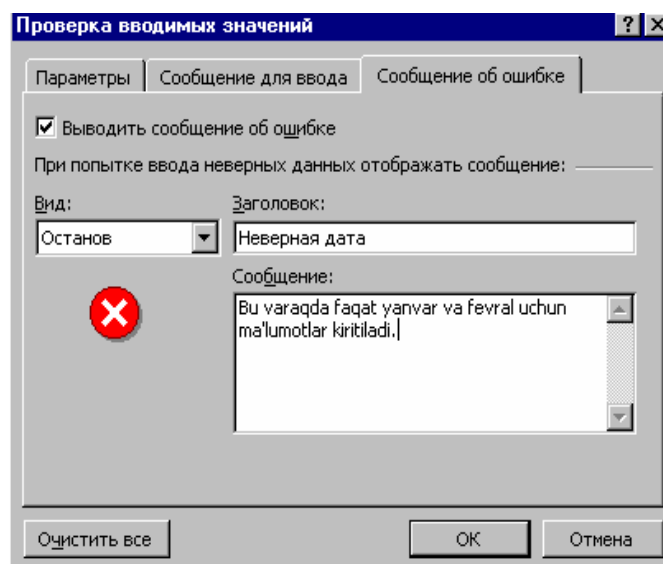 Проверка вводимых значений
Параметры Сообщение для ввода Сообщение об ошибке
Выводить сообщение об ошибке
При попытке ввода неверных данных отображать сообщение:
Вид: Заголовок:
Останов Неверная дата
Сообщение:
Bu varaqda faqat yanvar va fevral uchun
ma'lumotlar kiritiladi.
Очистить все ОК Отмена